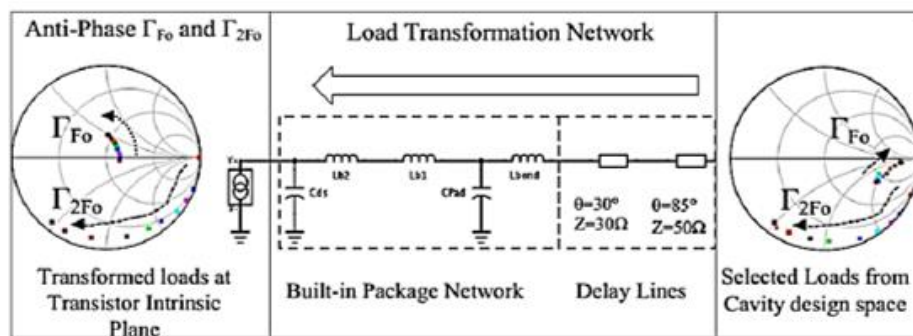 Anti-Phase ΓFo and Γ2Fo
ΓFo
Γ2Fo
Transformed loads at
Transistor Intrinsic
Plane
Load Transformation Network
Cds
Lb2
Lb1
CPad
Lbond
θ=30° θ=85°
Z=30Ω Z=50Ω
Built-in Package Network
Delay Lines
ΓFo
Γ2Fo
Selected Loads from
Cavity design space